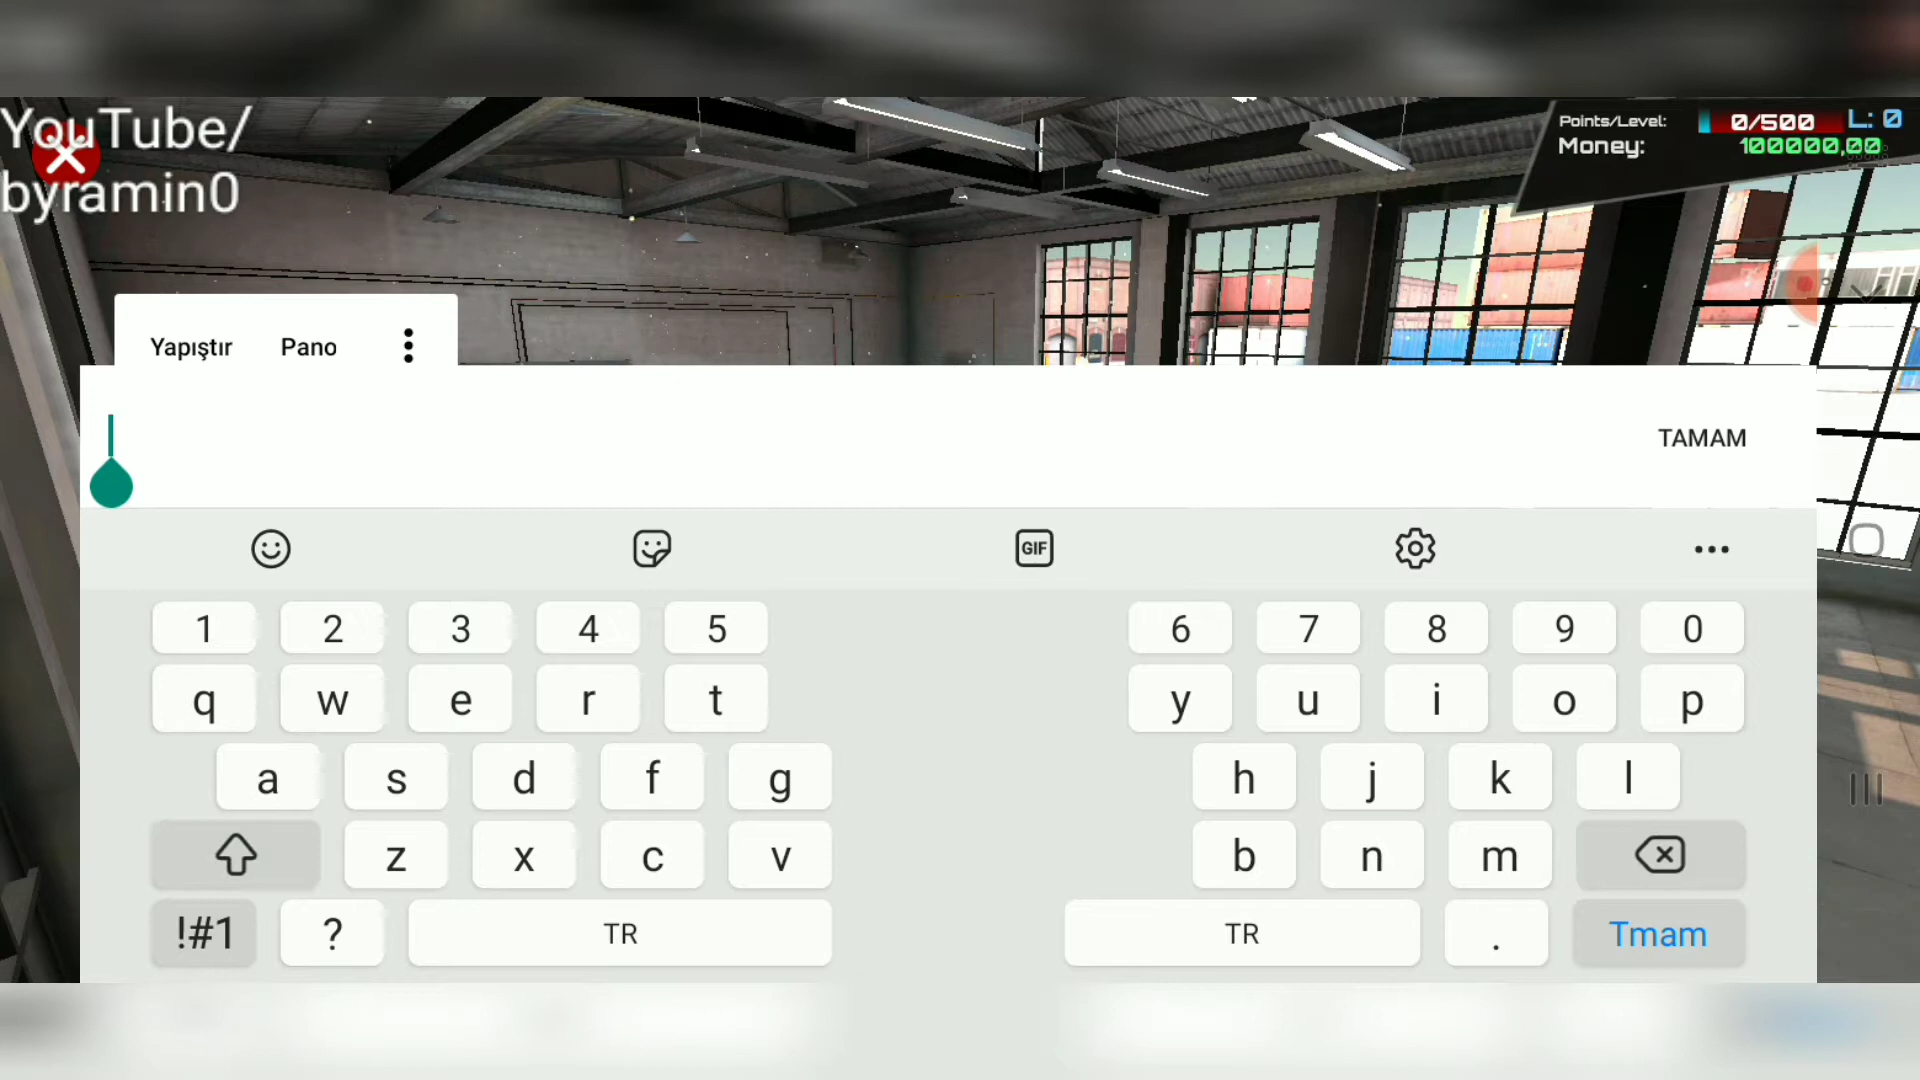 YouTube/
byramin0
Points/Level: 0/500 L: 0
Money: 100000,00
Yapıştır Pano
TAMAM
GIF
1 2 3 4 5 6 7 8 9 0
q w e r t y u i o p
a s d f g h j k l
z x c v b n m
!#1 ? TR TR . Tmam